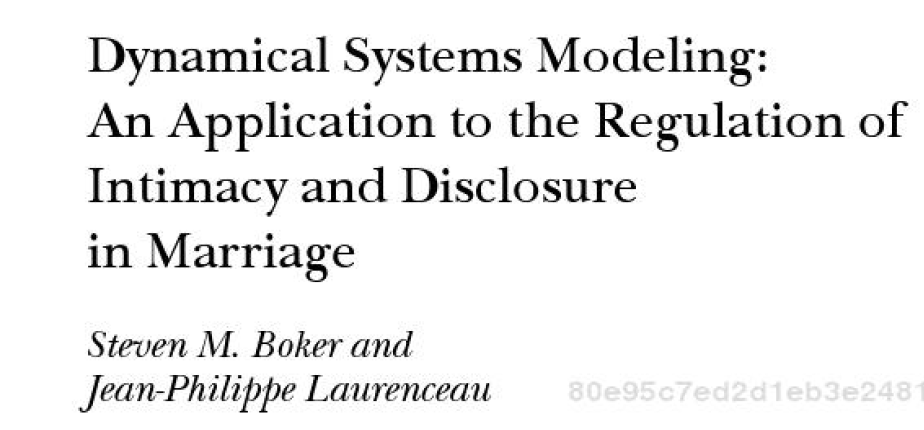 Dynamical Systems Modeling:
An Application to the Regulation of
Intimacy and Disclosure
in Marriage
Steven M. Boker and
Jean-Philippe Laurenceau
80e95c7ed2d1eb3e2481